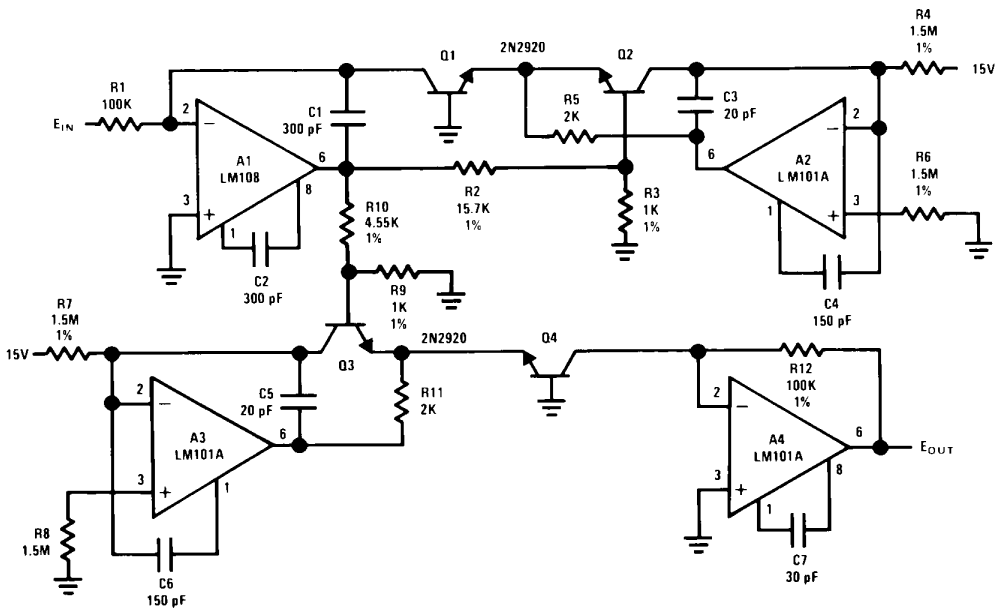 R4
1.5M
1%
15V
Q1
2N2920
Q2
R1
100K
E_IN
C1
300 pF
R5
2K
C3
20 pF
2
−
A1
LM108
6
8
3
+
1
C2
300 pF
R2
15.7K
1%
R3
1K
1%
6
A2
LM101A
2
−
3
+
1
R6
1.5M
1%
C4
150 pF
R10
4.55K
1%
R9
1K
1%
R7
1.5M
1%
15V
Q3
2N2920
Q4
C5
20 pF
R11
2K
2
−
A3
LM101A
6
3
+
1
R8
1.5M
C6
150 pF
R12
100K
1%
2
−
A4
LM101A
6
8
3
+
1
E_OUT
C7
30 pF